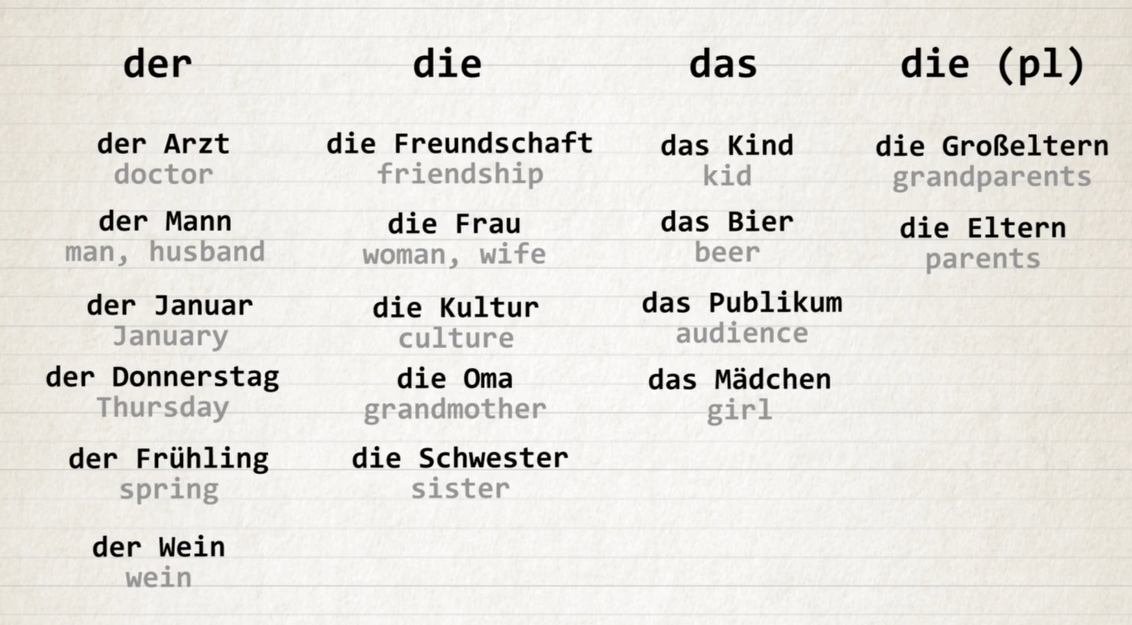 der die das die (pl)
der Arzt die Freundschaft das Kind die Großeltern
doctor friendship kid grandparents
der Mann die Frau das Bier die Eltern
man, husband woman, wife beer parents
der Januar die Kultur das Publikum
January culture audience
der Donnerstag die Oma das Mädchen
Thursday grandmother girl
der Frühling die Schwester
spring sister
der Wein
wein